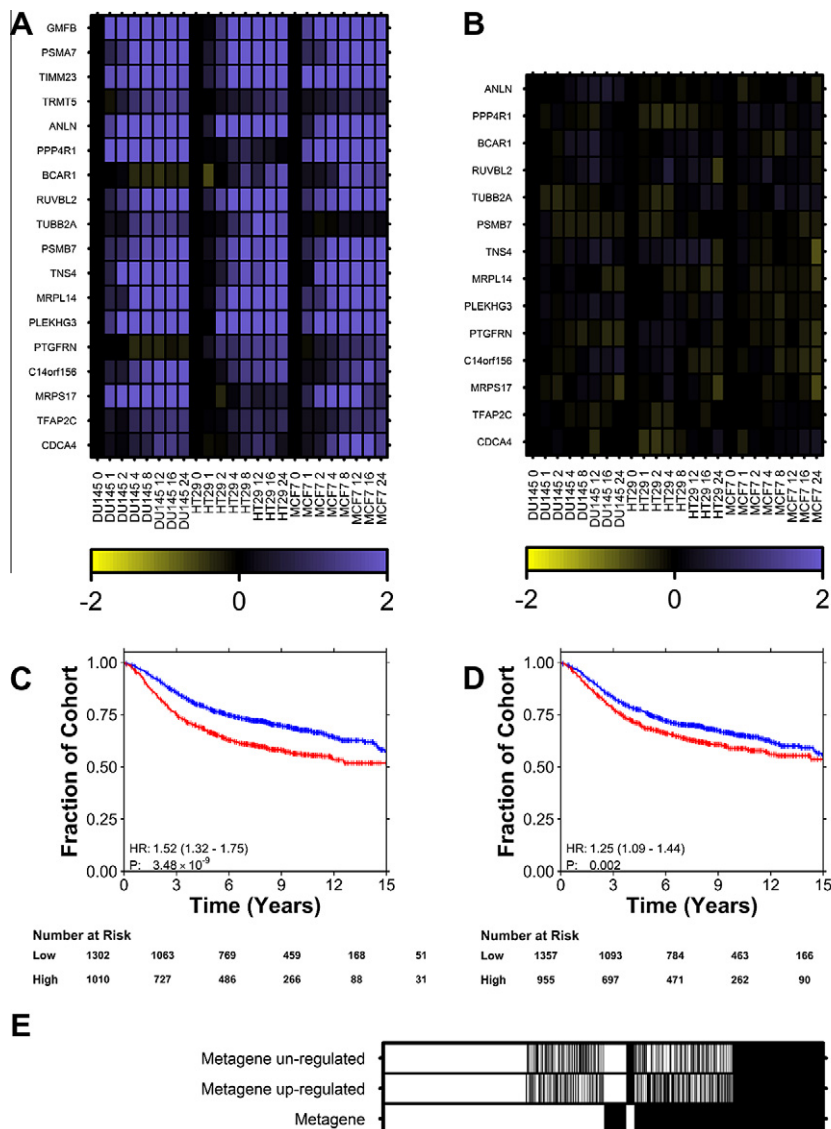 A
GMFB
PSMA7
TIMM23
TRMT5
ANLN
PPP4R1
BCAR1
RUVBL2
TUBB2A
PSMB7
TNS4
MRPL14
PLEKHG3
PTGFRN
C14orf156
MRPS17
TFAP2C
CDCA4
DU145 0
DU145 1
DU145 2
DU145 4
DU145 8
DU145 12
DU145 16
DU145 24
HT29 0
HT29 1
HT29 2
HT29 4
HT29 8
HT29 12
HT29 16
HT29 24
MCF7 0
MCF7 1
MCF7 2
MCF7 4
MCF7 8
MCF7 12
MCF7 16
MCF7 24
-2 0 2
B
ANLN
PPP4R1
BCAR1
RUVBL2
TUBB2A
PSMB7
TNS4
MRPL14
PLEKHG3
PTGFRN
C14orf156
MRPS17
TFAP2C
CDCA4
DU145 0
DU145 1
DU145 2
DU145 4
DU145 8
DU145 12
DU145 16
DU145 24
HT29 0
HT29 1
HT29 2
HT29 4
HT29 8
HT29 12
HT29 16
HT29 24
MCF7 0
MCF7 1
MCF7 2
MCF7 4
MCF7 8
MCF7 12
MCF7 16
MCF7 24
-2 0 2
C
Fraction of Cohort
1.00
0.75
0.50
0.25
0.00
HR: 1.52 (1.32 - 1.75)
P: 3.48 × 10⁻⁹
0 3 6 9 12 15
Time (Years)
Number at Risk
Low 1302 1063 769 459 168 51
High 1010 727 486 266 88 31
D
Fraction of Cohort
1.00
0.75
0.50
0.25
0.00
HR: 1.25 (1.09 - 1.44)
P: 0.002
0 3 6 9 12 15
Time (Years)
Number at Risk
Low 1357 1093 784 463 166
High 955 697 471 262 90
E
Metagene un-regulated
Metagene up-regulated
Metagene